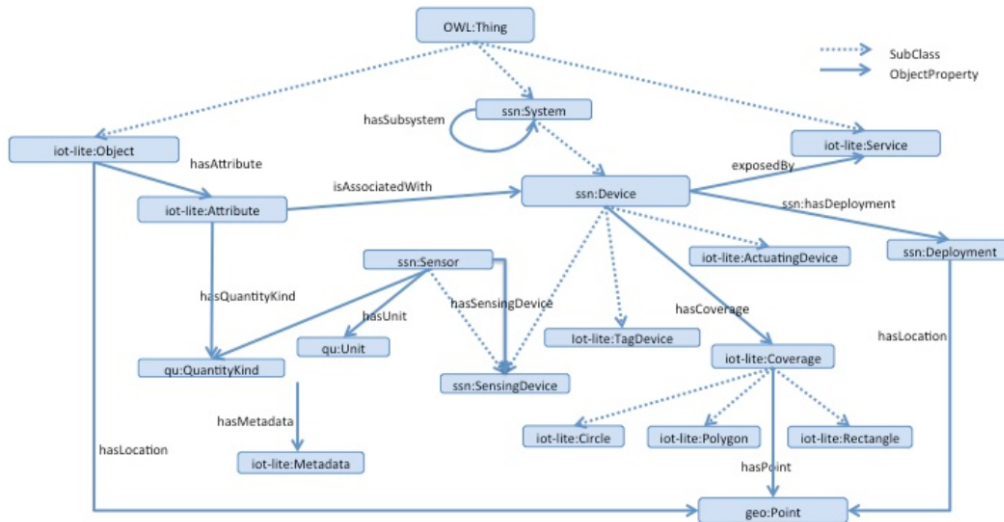 OWL:Thing
SubClass
ObjectProperty
ssn:System
hasSubsystem
iot-lite:Object
iot-lite:Service
hasAttribute
exposedBy
isAssociatedWith
ssn:Device
iot-lite:Attribute
ssn:hasDeployment
ssn:Deployment
iot-lite:ActuatingDevice
ssn:Sensor
hasQuantityKind
hasSensingDevice
hasUnit
hasCoverage
hasLocation
Iot-lite:TagDevice
qu:Unit
iot-lite:Coverage
qu:QuantityKind
ssn:SensingDevice
hasMetadata
iot-lite:Circle
iot-lite:Polygon
iot-lite:Rectangle
hasLocation
iot-lite:Metadata
hasPoint
geo:Point